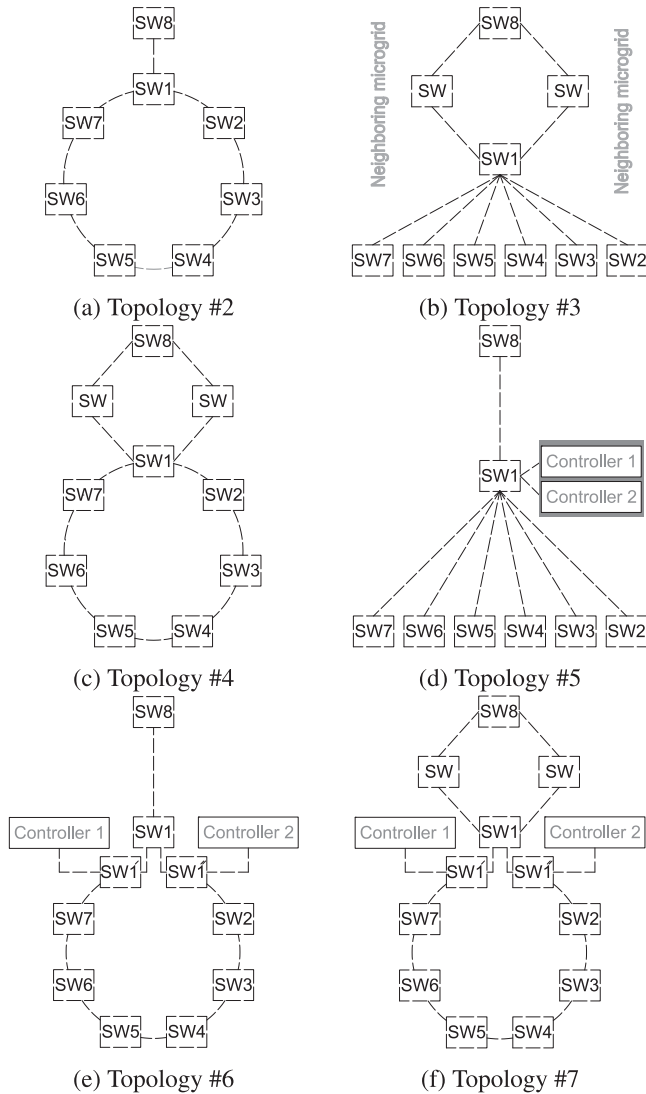 SW8
SW1
SW7
SW2
SW6
SW3
SW5
SW4
(a) Topology #2
Neighboring microgrid
SW8
Neighboring microgrid
SW
SW
SW1
SW7 SW6 SW5 SW4 SW3 SW2
(b) Topology #3
SW8
SW
SW
SW1
SW7
SW2
SW6
SW3
SW5
SW4
(c) Topology #4
SW8
SW1
Controller 1
Controller 2
SW7 SW6 SW5 SW4 SW3 SW2
(d) Topology #5
SW8
Controller 1
SW1
Controller 2
SW1'
SW1''
SW7
SW2
SW6
SW3
SW5
SW4
(e) Topology #6
SW8
SW
SW
Controller 1
SW1
Controller 2
SW1'
SW1''
SW7
SW2
SW6
SW3
SW5
SW4
(f) Topology #7